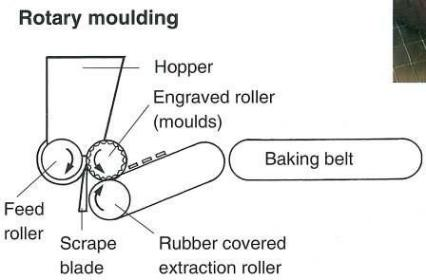 Rotary moulding
Hopper
Engraved roller
(moulds)
Baking belt
Feed
roller
Scrape
blade
Rubber covered
extraction roller